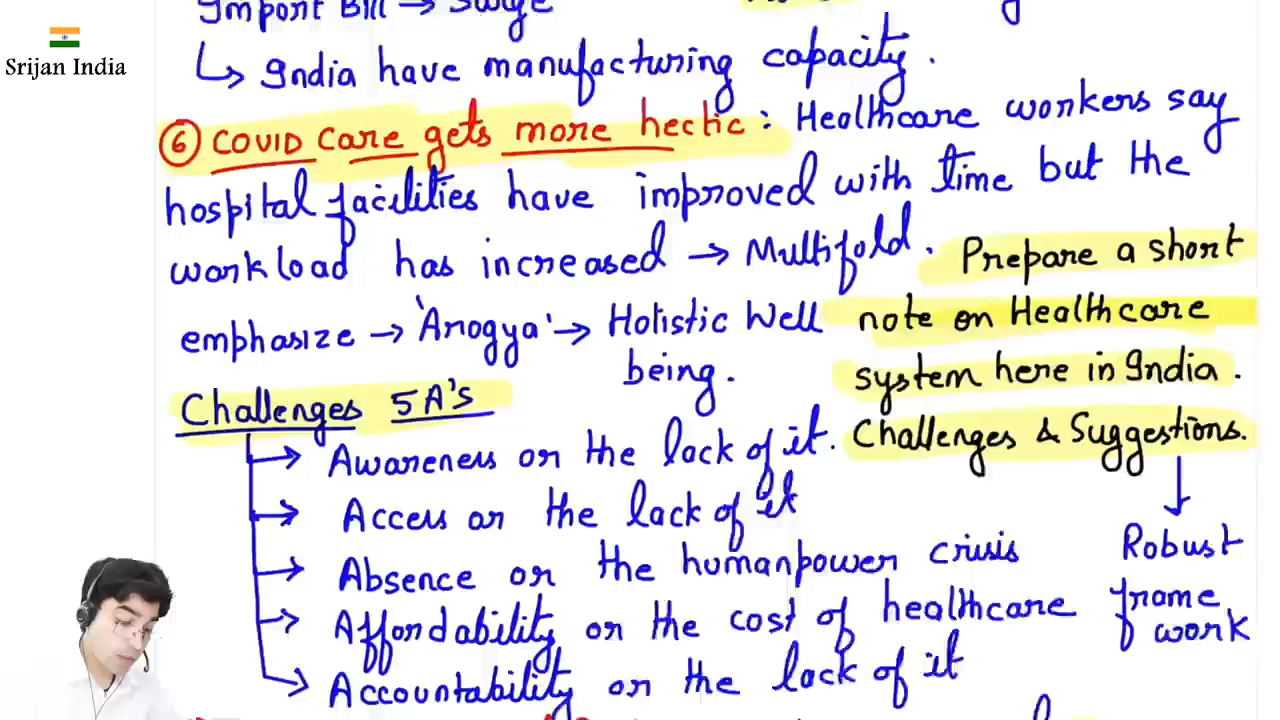 Import Bill → Surge
Srijan India
↳ India have manufacturing capacity.
⑥ COVID Care gets more hectic : Healthcare workers say
hospital facilities have improved with time but the
workload has increased → Multifold.
emphasize → 'Arogya' → Holistic Well
being.
Prepare a short
note on Healthcare
system here in India.
Challenges & Suggestions.
Robust
frame
work
Challenges 5A's
→ Awareness or the lack of it.
→ Access or the lack of it
→ Absence or the humanpower crisis
→ Affordability or the cost of healthcare
→ Accountability or the lack of it